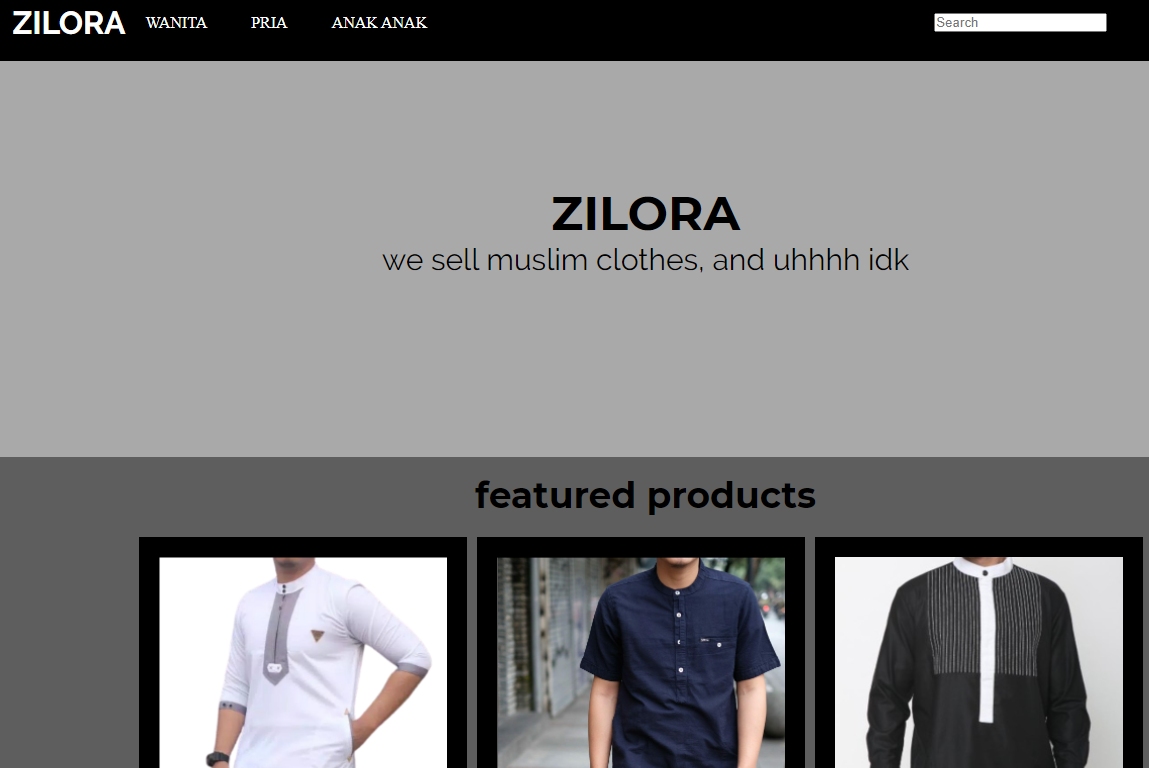 ZILORA WANITA PRIA ANAK ANAK Search
ZILORA
we sell muslim clothes, and uhhhh idk
featured products